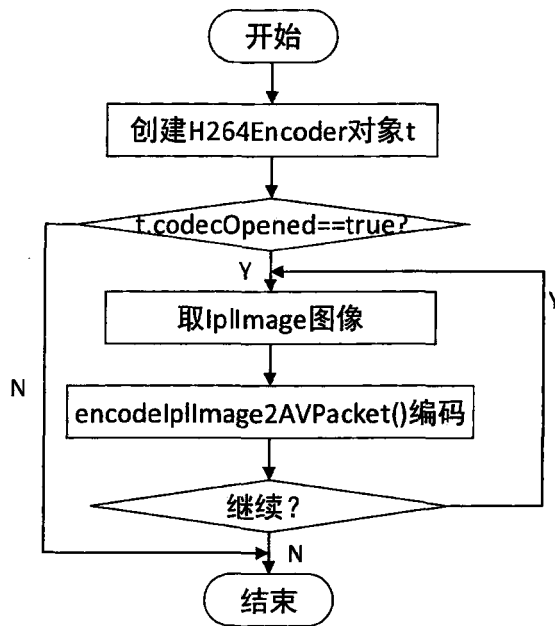 开始
创建H264Encoder对象t
t.codecOpened==true?
Y
取IplImage图像
Y
N
encodeIplImage2AVPacket()编码
继续？
N
结束